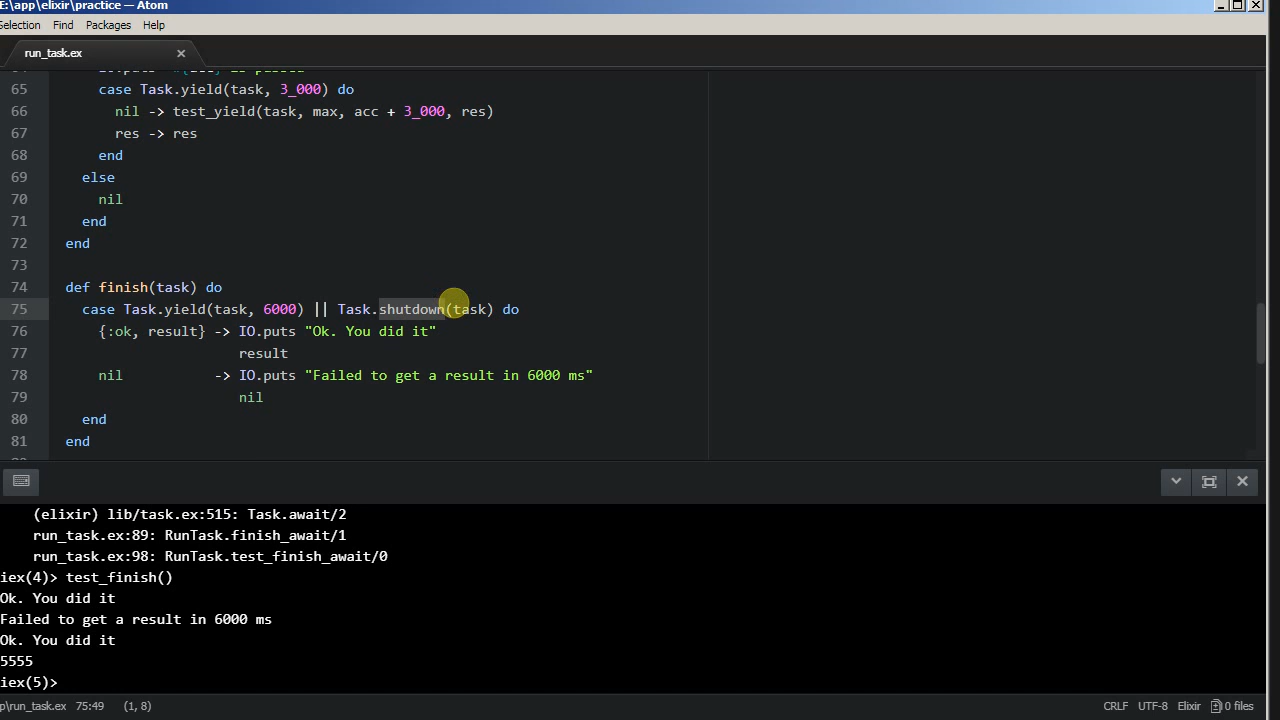 E:\app\elixir\practice — Atom
Selection Find Packages Help
run_task.ex
65 case Task.yield(task, 3_000) do
66 nil -> test_yield(task, max, acc + 3_000, res)
67 res -> res
68 end
69 else
70 nil
71 end
72 end
73
74 def finish(task) do
75 case Task.yield(task, 6000) || Task.shutdown(task) do
76 {:ok, result} -> IO.puts "Ok. You did it"
77 result
78 nil -> IO.puts "Failed to get a result in 6000 ms"
79 nil
80 end
81 end
(elixir) lib/task.ex:515: Task.await/2
run_task.ex:89: RunTask.finish_await/1
run_task.ex:98: RunTask.test_finish_await/0
iex(4)> test_finish()
Ok. You did it
Failed to get a result in 6000 ms
Ok. You did it
5555
iex(5)>
p\run_task.ex 75:49 (1, 8) CRLF UTF-8 Elixir 0 files